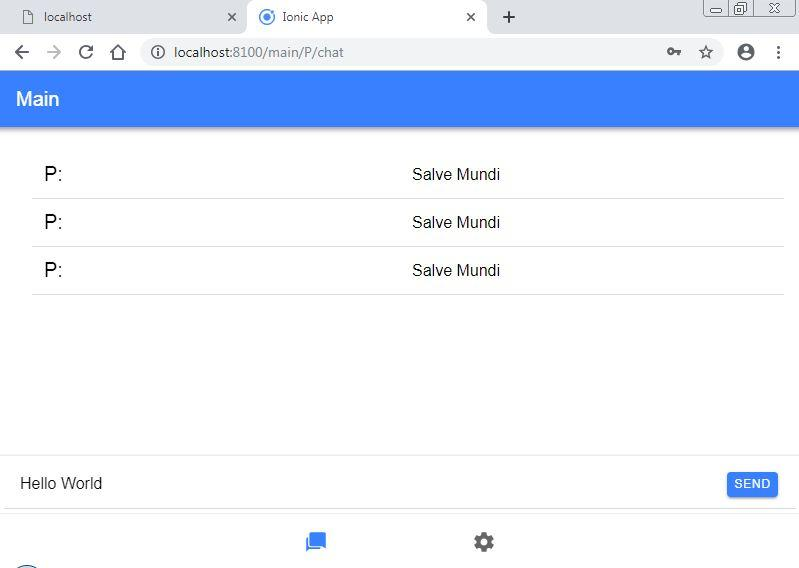 localhost
Ionic App
localhost:8100/main/P/chat
Main
P: Salve Mundi
P: Salve Mundi
P: Salve Mundi
Hello World SEND